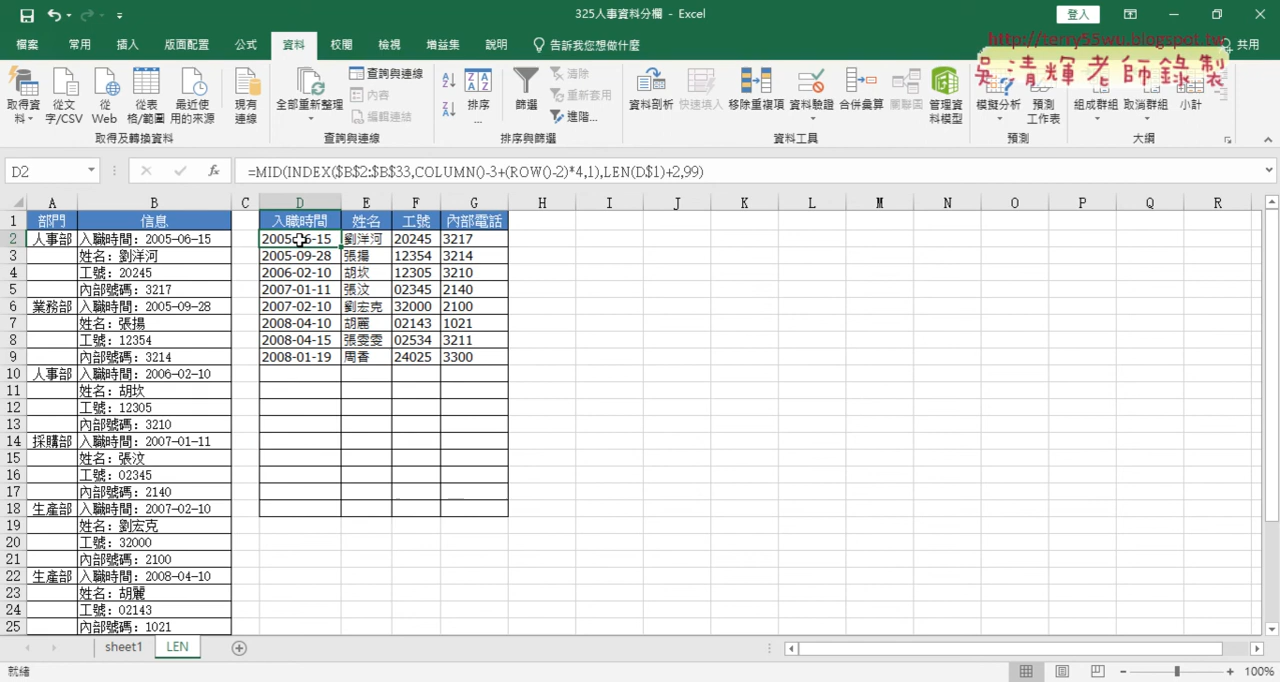 325人事資料分欄 - Excel
登入
檔案 常用 插入 版面配置 公式 資料 校閱 檢視 增益集 說明 告訴我您想做什麼 共用
http://terry55wu.blogspot.tw
吳清輝老師錄製
取得資料 從文字/CSV 從Web 從表格/範圍 最近使用的來源 現有連線
全部重新整理 查詢與連線 內容 編輯連結
排序... 篩選 清除 重新套用 進階...
資料剖析 快速填入 移除重複項 資料驗證 合併彙算 關聯圖 管理資料模型
模擬分析 預測工作表 組成群組 取消群組 小計
取得及轉換資料 查詢與連線 排序與篩選 資料工具 預測 大綱
D2 fx =MID(INDEX($B$2:$B$33,COLUMN()-3+(ROW()-2)*4,1),LEN(D$1)+2,99)
A B C D E F G H I J K L M N O P Q R
1 部門 信息 入職時間 姓名 工號 內部電話
2 人事部 入職時間: 2005-06-15 2005-06-15 劉洋河 20245 3217
3 姓名: 劉洋河 2005-09-28 張揚 12354 3214
4 工號: 20245 2006-02-10 胡坎 12305 3210
5 內部號碼: 3217 2007-01-11 張汶 02345 2140
6 業務部 入職時間: 2005-09-28 2007-02-10 劉宏克 32000 2100
7 姓名: 張揚 2008-04-10 胡麗 02143 1021
8 工號: 12354 2008-04-15 張雯雯 02534 3211
9 內部號碼: 3214 2008-01-19 周香 24025 3300
10 人事部 入職時間: 2006-02-10
11 姓名: 胡坎
12 工號: 12305
13 內部號碼: 3210
14 採購部 入職時間: 2007-01-11
15 姓名: 張汶
16 工號: 02345
17 內部號碼: 2140
18 生產部 入職時間: 2007-02-10
19 姓名: 劉宏克
20 工號: 32000
21 內部號碼: 2100
22 生產部 入職時間: 2008-04-10
23 姓名: 胡麗
24 工號: 02143
25 內部號碼: 1021
sheet1 LEN
就緒 100%